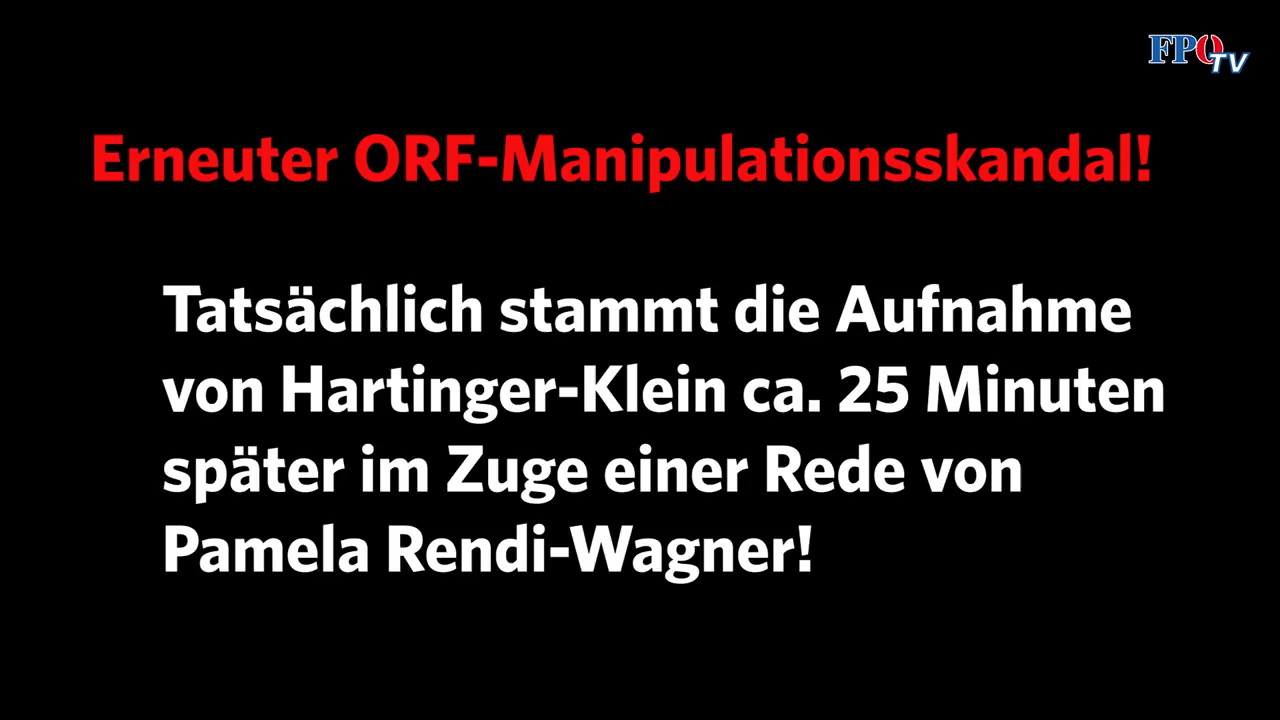 FPÖ TV
Erneuter ORF-Manipulationsskandal!
Tatsächlich stammt die Aufnahme
von Hartinger-Klein ca. 25 Minuten
später im Zuge einer Rede von
Pamela Rendi-Wagner!